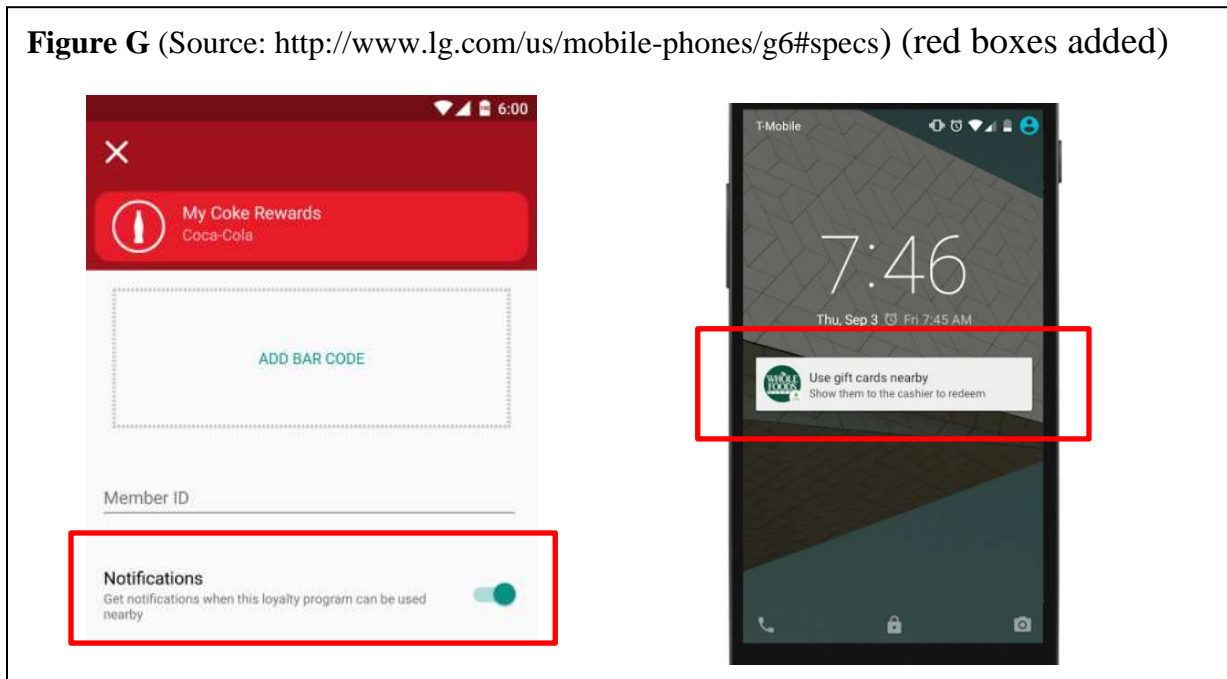 Figure G (Source: http://www.lg.com/us/mobile-phones/g6#specs) (red boxes added)
6:00
My Coke Rewards
Coca-Cola
ADD BAR CODE
Member ID
Notifications
Get notifications when this loyalty program can be used
nearby
T-Mobile
7:46
Thu, Sep 3 Fri 7:45 AM
WHOLE
FOODS
Use gift cards nearby
Show them to the cashier to redeem